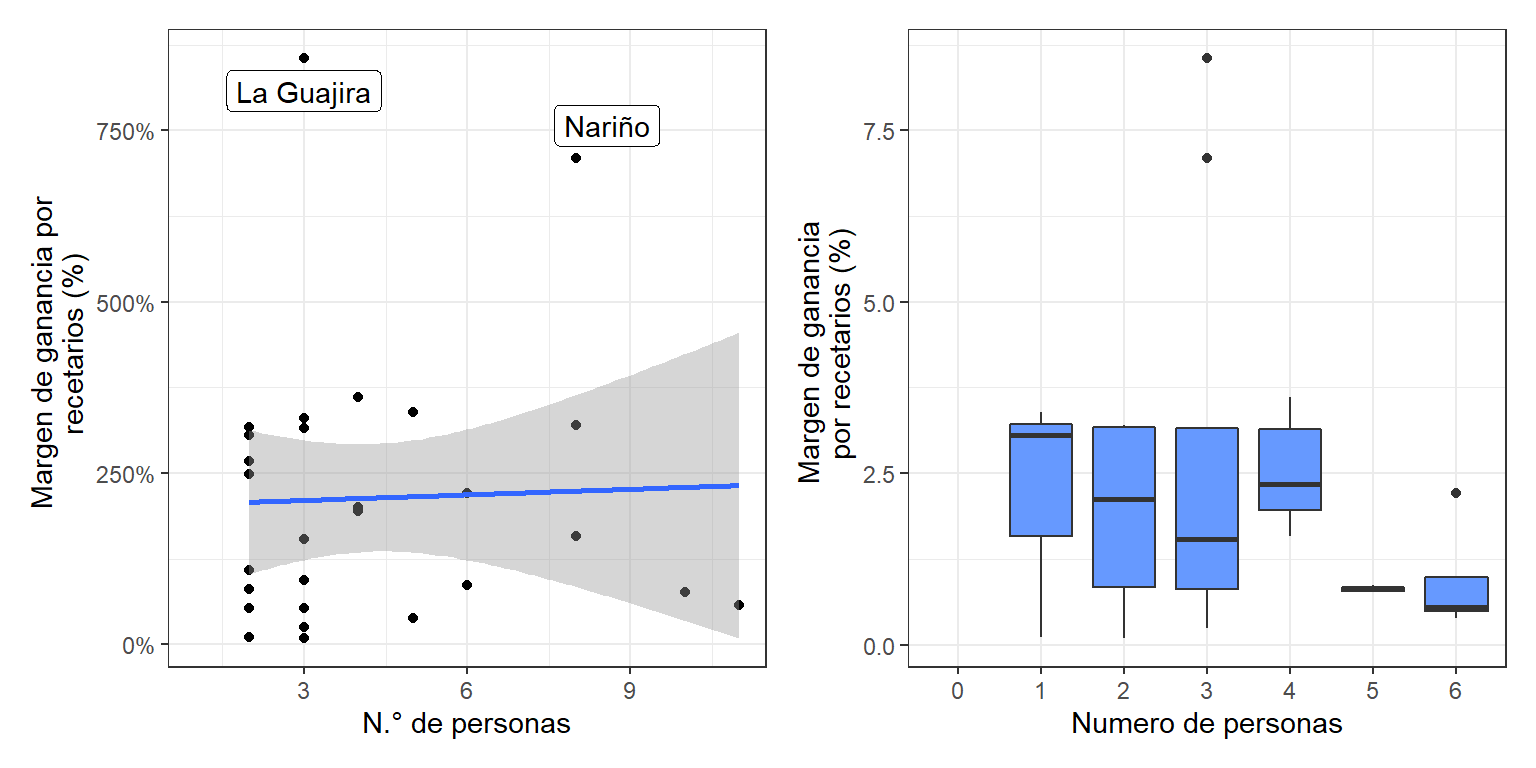 La Guajira
Nariño
750%
500%
250%
0%
3
6
9
N.° de personas
Margen de ganancia por
recetarios (%)
7.5
5.0
2.5
0.0
0
1
2
3
4
5
6
Numero de personas
Margen de ganancia
por recetarios (%)